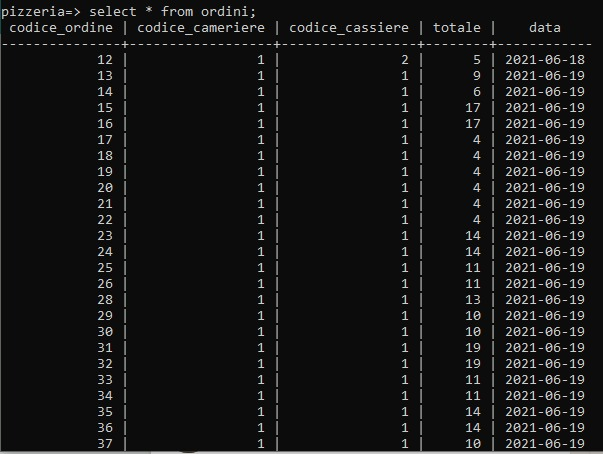 pizzeria=> select * from ordini;
 codice_ordine | codice_cameriere | codice_cassiere | totale |    data
---------------+------------------+-----------------+--------+------------
            12 |                1 |               2 |      5 | 2021-06-18
            13 |                1 |               1 |      9 | 2021-06-19
            14 |                1 |               1 |      6 | 2021-06-19
            15 |                1 |               1 |     17 | 2021-06-19
            16 |                1 |               1 |     17 | 2021-06-19
            17 |                1 |               1 |      4 | 2021-06-19
            18 |                1 |               1 |      4 | 2021-06-19
            19 |                1 |               1 |      4 | 2021-06-19
            20 |                1 |               1 |      4 | 2021-06-19
            21 |                1 |               1 |      4 | 2021-06-19
            22 |                1 |               1 |      4 | 2021-06-19
            23 |                1 |               1 |     14 | 2021-06-19
            24 |                1 |               1 |     14 | 2021-06-19
            25 |                1 |               1 |     11 | 2021-06-19
            26 |                1 |               1 |     11 | 2021-06-19
            28 |                1 |               1 |     13 | 2021-06-19
            29 |                1 |               1 |     10 | 2021-06-19
            30 |                1 |               1 |     10 | 2021-06-19
            31 |                1 |               1 |     19 | 2021-06-19
            32 |                1 |               1 |     19 | 2021-06-19
            33 |                1 |               1 |     11 | 2021-06-19
            34 |                1 |               1 |     11 | 2021-06-19
            35 |                1 |               1 |     14 | 2021-06-19
            36 |                1 |               1 |     14 | 2021-06-19
            37 |                1 |               1 |     10 | 2021-06-19